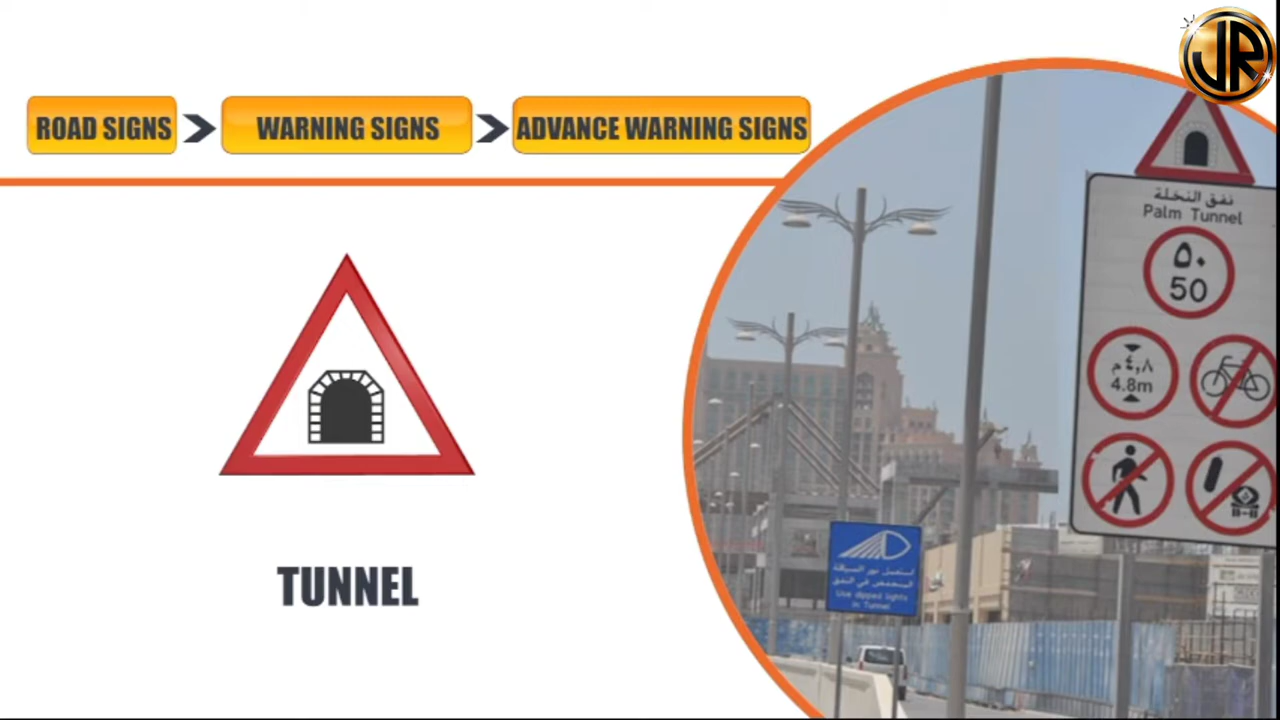 JR
ROAD SIGNS
WARNING SIGNS
ADVANCE WARNING SIGNS
TUNNEL
نفق النخلة
Palm Tunnel
٥٠
50
٤,٨ م
4.8m
Use dipped lights
in Tunnel